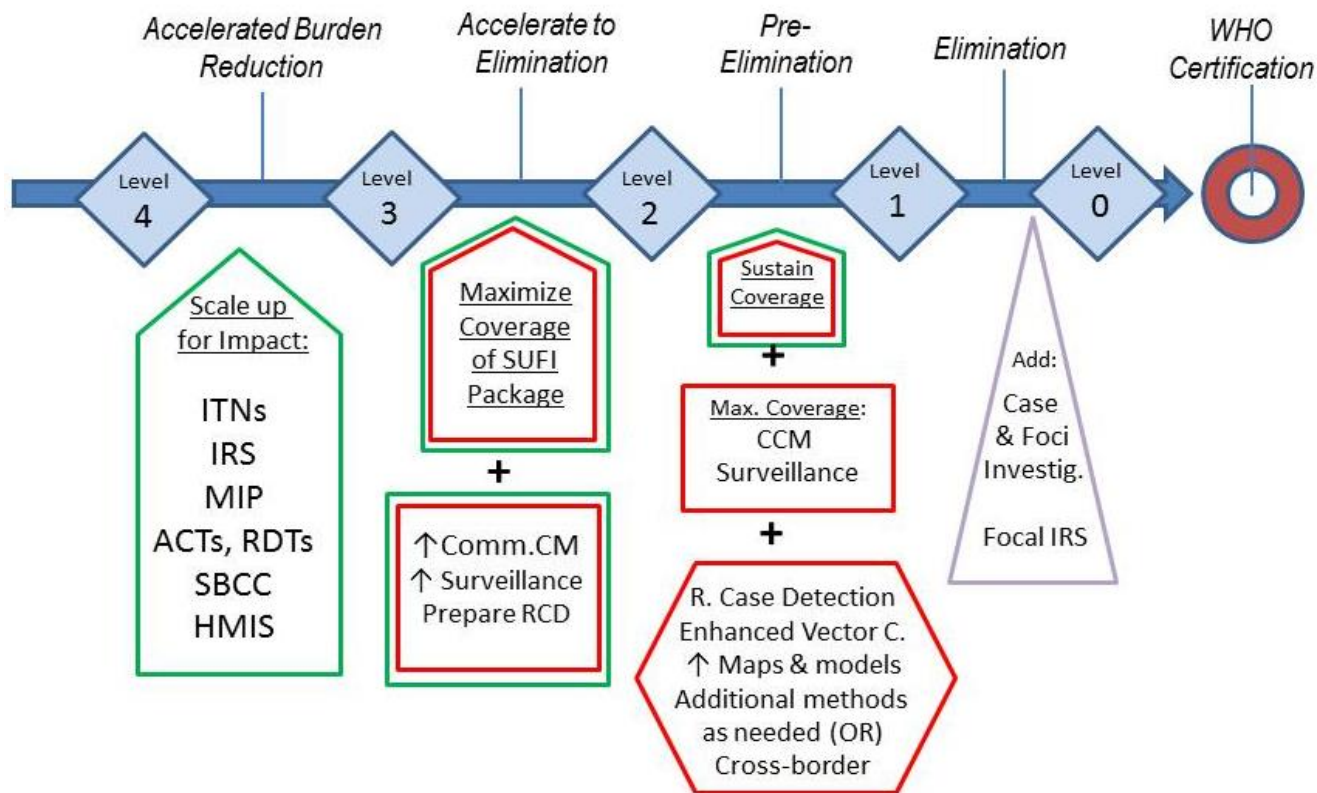 Accelerated Burden
Reduction
Accelerate to
Elimination
Pre-
Elimination
Elimination
WHO
Certification
Level
4
Level
3
Level
2
Level
1
Level
0
Scale up
for Impact:
ITNs
IRS
MIP
ACTs, RDTs
SBCC
HMIS
Maximize
Coverage
of SUFI
Package
+
↑Comm.CM
↑ Surveillance
Prepare RCD
Sustain
Coverage
+
Max. Coverage:
CCM
Surveillance
+
R. Case Detection
Enhanced Vector C.
↑ Maps & models
Additional methods
as needed (OR)
Cross-border
Add:
Case
& Foci
Investig.
Focal IRS